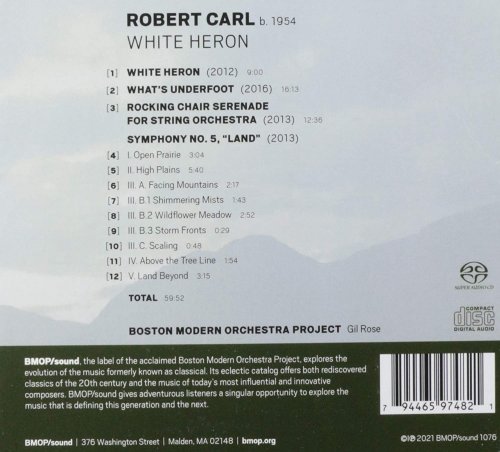 ROBERT CARL b. 1954
WHITE HERON
[1] WHITE HERON (2012) 9:00
[2] WHAT'S UNDERFOOT (2016) 16:13
[3] ROCKING CHAIR SERENADE
FOR STRING ORCHESTRA (2013) 12:36
SYMPHONY NO. 5, "LAND" (2013)
[4] I. Open Prairie 3:04
[5] II. High Plains 5:40
[6] III. A. Facing Mountains 2:17
[7] III. B.1 Shimmering Mists 1:43
[8] III. B.2 Wildflower Meadow 2:52
[9] III. B.3 Storm Fronts 0:29
[10] III. C. Scaling 0:48
[11] IV. Above the Tree Line 1:54
[12] V. Land Beyond 3:15
TOTAL 59:52
SUPER AUDIO CD
COMPACT
disc
DIGITAL AUDIO
BOSTON MODERN ORCHESTRA PROJECT Gil Rose
BMOP/sound, the label of the acclaimed Boston Modern Orchestra Project, explores the
evolution of the music formerly known as classical. Its eclectic catalog offers both rediscovered
classics of the 20th century and the music of today's most influential and innovative
composers. BMOP/sound gives adventurous listeners a singular opportunity to explore the
music that is defining this generation and the next.
7 94465 97482 1
BMOP/sound | 376 Washington Street | Malden, MA 02148 | bmop.org
©℗ 2021 BMOP/sound 1076